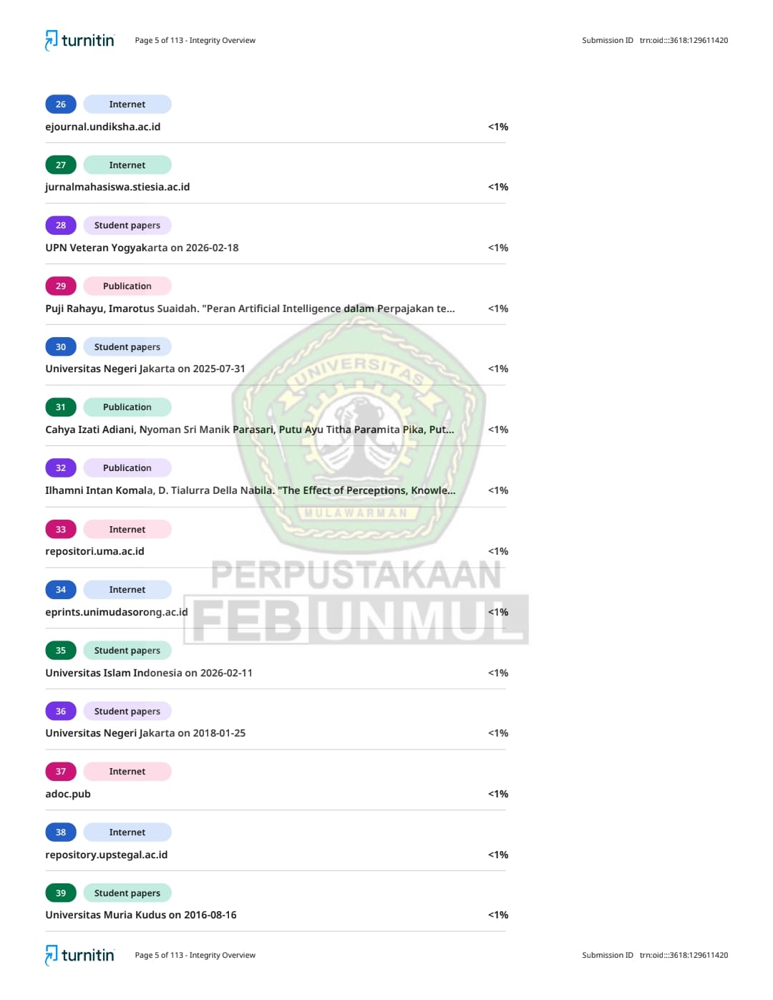 turnitin Page 5 of 113 - Integrity Overview Submission ID trn:oid:::3618:129611420
26 Internet
ejournal.undiksha.ac.id <1%
27 Internet
jurnalmahasiswa.stiesia.ac.id <1%
28 Student papers
UPN Veteran Yogyakarta on 2026-02-18 <1%
29 Publication
Puji Rahayu, Imarotus Suaidah. "Peran Artificial Intelligence dalam Perpajakan te... <1%
30 Student papers
Universitas Negeri Jakarta on 2025-07-31 <1%
UNIVERSITAS
31 Publication
Cahya Izati Adiani, Nyoman Sri Manik Parasari, Putu Ayu Titha Paramita Pika, Put... <1%
32 Publication
Ilhamni Intan Komala, D. Tialurra Della Nabila. "The Effect of Perceptions, Knowle... <1%
MULAWARMAN
33 Internet
repositori.uma.ac.id <1%
PERPUSTAKAAN
34 Internet
eprints.unimudasorong.ac.id <1%
FEB UNMUL
35 Student papers
Universitas Islam Indonesia on 2026-02-11 <1%
36 Student papers
Universitas Negeri Jakarta on 2018-01-25 <1%
37 Internet
adoc.pub <1%
38 Internet
repository.upstegal.ac.id <1%
39 Student papers
Universitas Muria Kudus on 2016-08-16 <1%
turnitin Page 5 of 113 - Integrity Overview Submission ID trn:oid:::3618:129611420